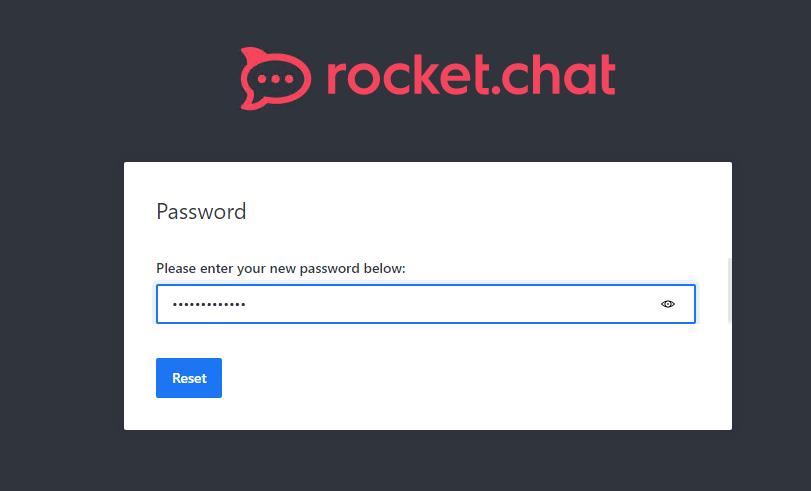 rocket.chat
Password
Please enter your new password below:
•••••••••••••
Reset